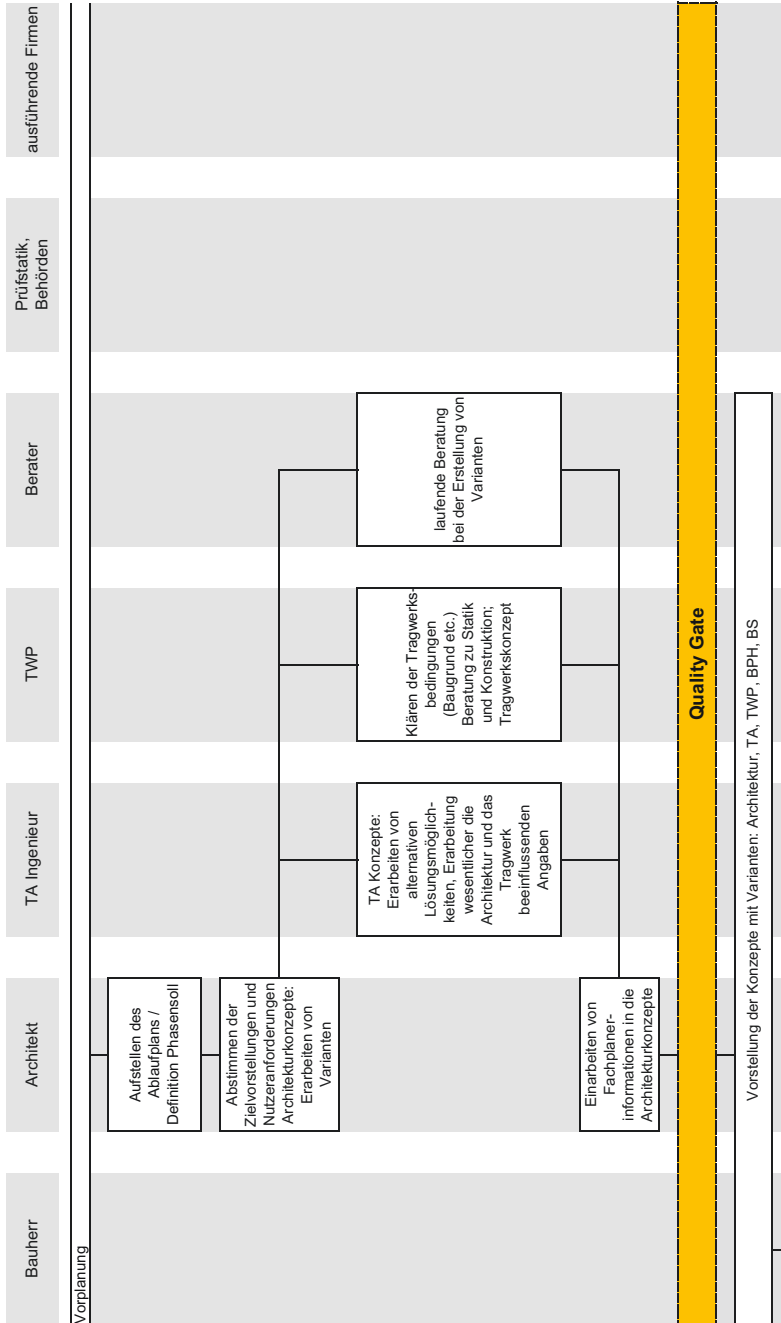 Bauherr
Architekt
TA Ingenieur
TWP
Berater
Prüfstatik,
Behörden
ausführende Firmen
Vorplanung
Aufstellen des
Ablaufplans /
Definition Phasensoll
Abstimmen der
Zielvorstellungen und
Nutzeranforderungen
Architekturkonzepte:
Erarbeiten von
Varianten
TA Konzepte:
Erarbeiten von
alternativen
Lösungsmöglich-
keiten, Erarbeitung
wesentlicher die
Architektur und das
Tragwerk
beeinflussenden
Angaben
Klären der Tragwerks-
bedingungen
(Baugrund etc.)
Beratung zu Statik
und Konstruktion;
Tragwerkskonzept
laufende Beratung
bei der Erstellung von
Varianten
Einarbeiten von
Fachplaner-
informationen in die
Architekturkonzepte
Quality Gate
Vorstellung der Konzepte mit Varianten: Architektur, TA, TWP, BPH, BS